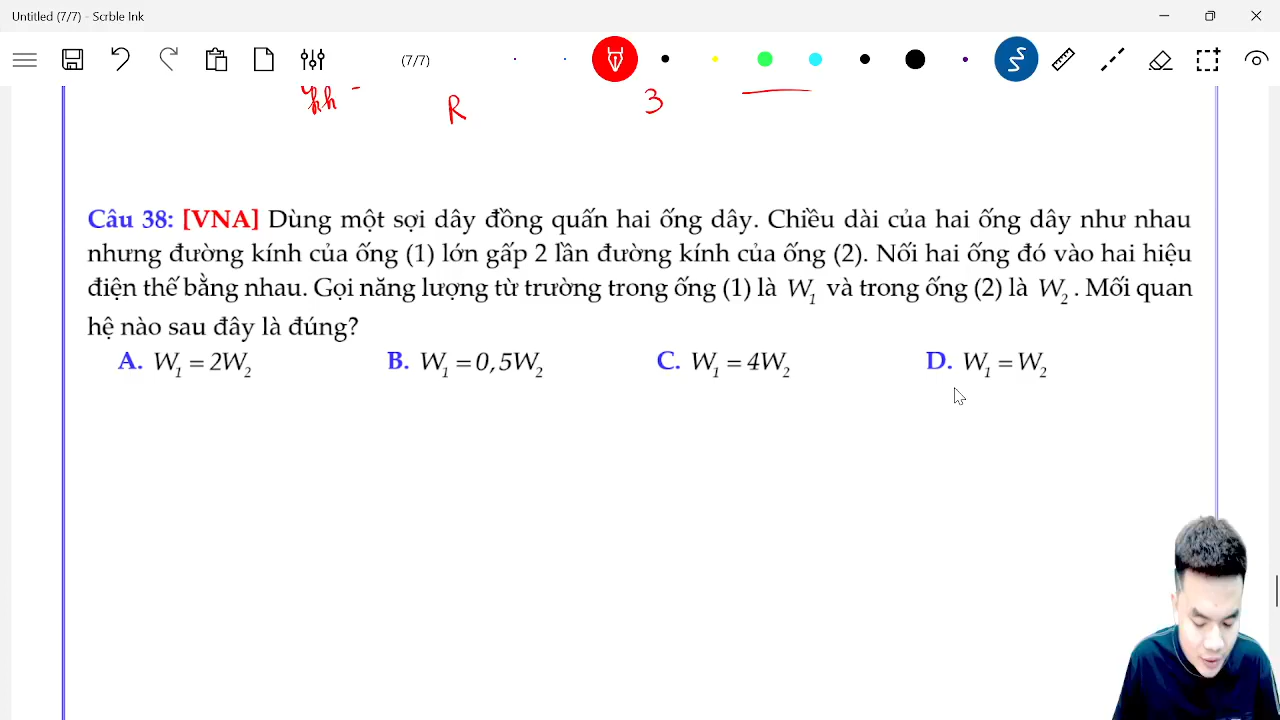 Untitled (7/7) - Scrble Ink
(7/7)
hh -
R
3
Câu 38: [VNA] Dùng một sợi dây đồng quấn hai ống dây. Chiều dài của hai ống dây như nhau
nhưng đường kính của ống (1) lớn gấp 2 lần đường kính của ống (2). Nối hai ống đó vào hai hiệu
điện thế bằng nhau. Gọi năng lượng từ trường trong ống (1) là W₁ và trong ống (2) là W₂. Mối quan
hệ nào sau đây là đúng?
A. W₁ = 2W₂ B. W₁ = 0,5W₂ C. W₁ = 4W₂ D. W₁ = W₂